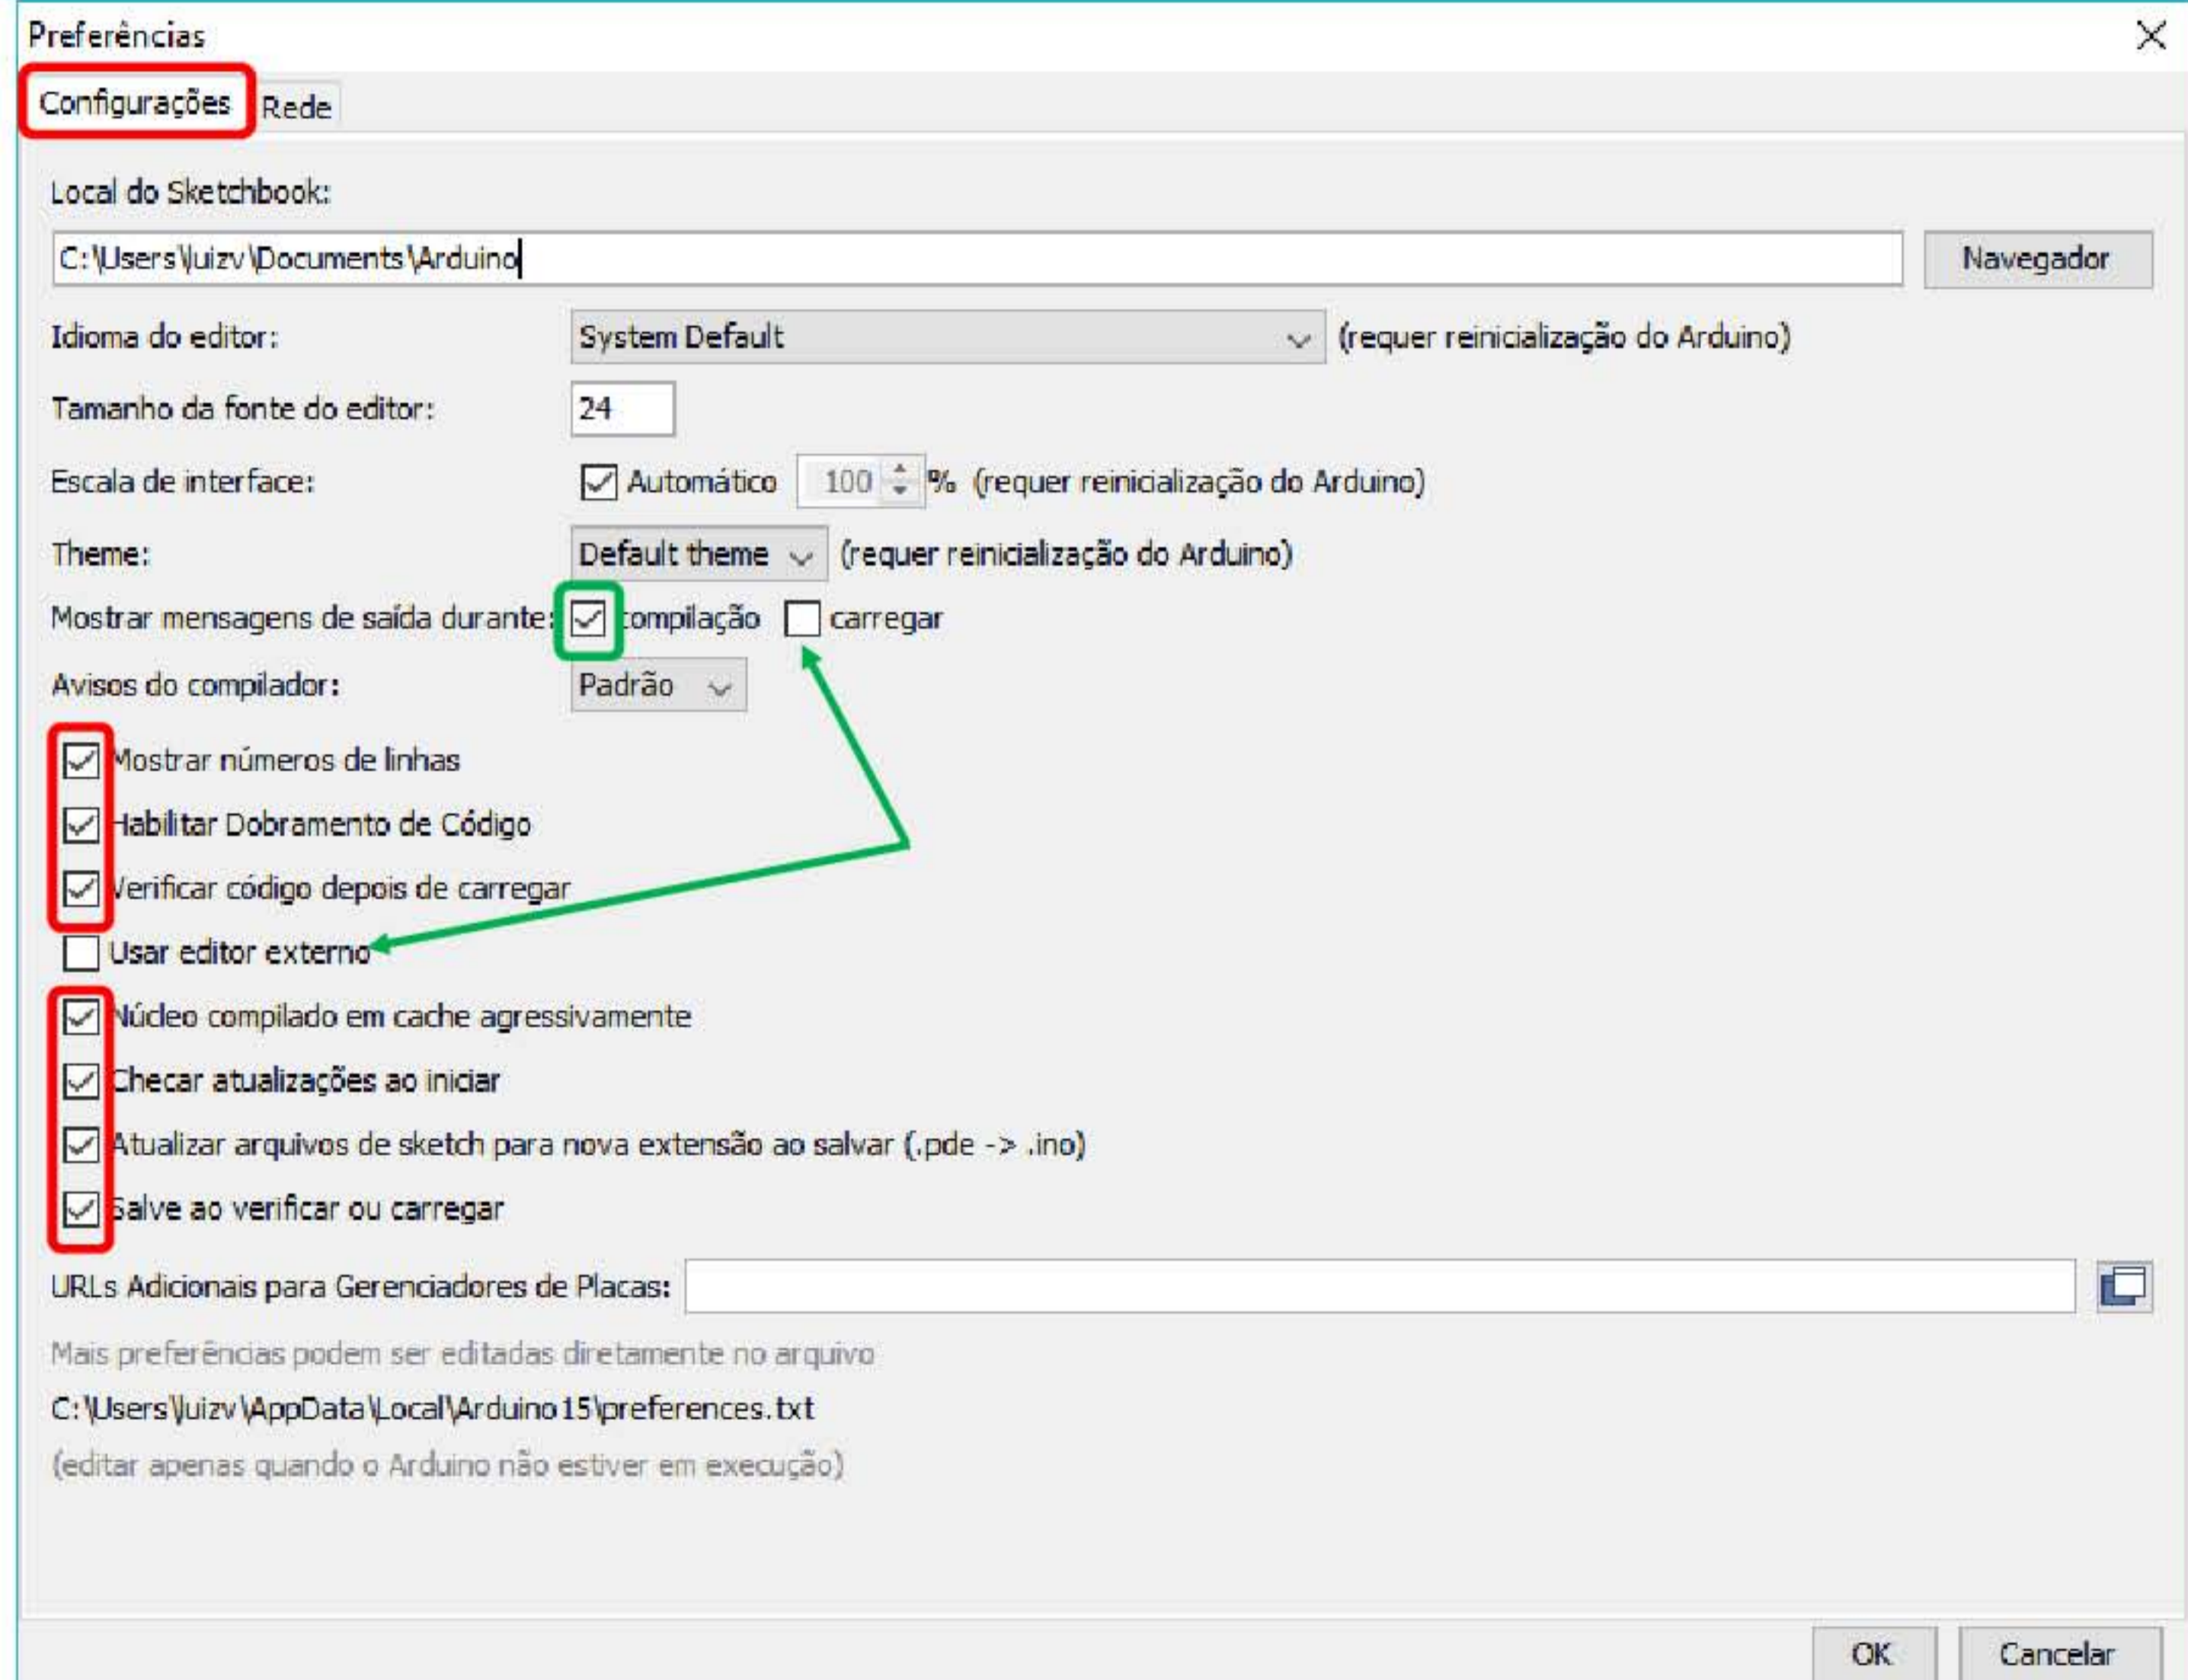 Preferências
Configurações Rede
Local do Sketchbook:
C:\Users\luizv\Documents\Arduino Navegador
Idioma do editor: System Default (requer reinicialização do Arduino)
Tamanho da fonte do editor: 24
Escala de interface: Automático 100 % (requer reinicialização do Arduino)
Theme: Default theme (requer reinicialização do Arduino)
Mostrar mensagens de saída durante: compilação carregar
Avisos do compilador: Padrão
Mostrar números de linhas
Habilitar Dobramento de Código
Verificar código depois de carregar
Usar editor externo
Núcleo compilado em cache agressivamente
Checar atualizações ao iniciar
Atualizar arquivos de sketch para nova extensão ao salvar (.pde -> .ino)
Salve ao verificar ou carregar
URLs Adicionais para Gerenciadores de Placas:
Mais preferências podem ser editadas diretamente no arquivo
C:\Users\luizv\AppData\Local\Arduino15\preferences.txt
(editar apenas quando o Arduino não estiver em execução)
OK Cancelar